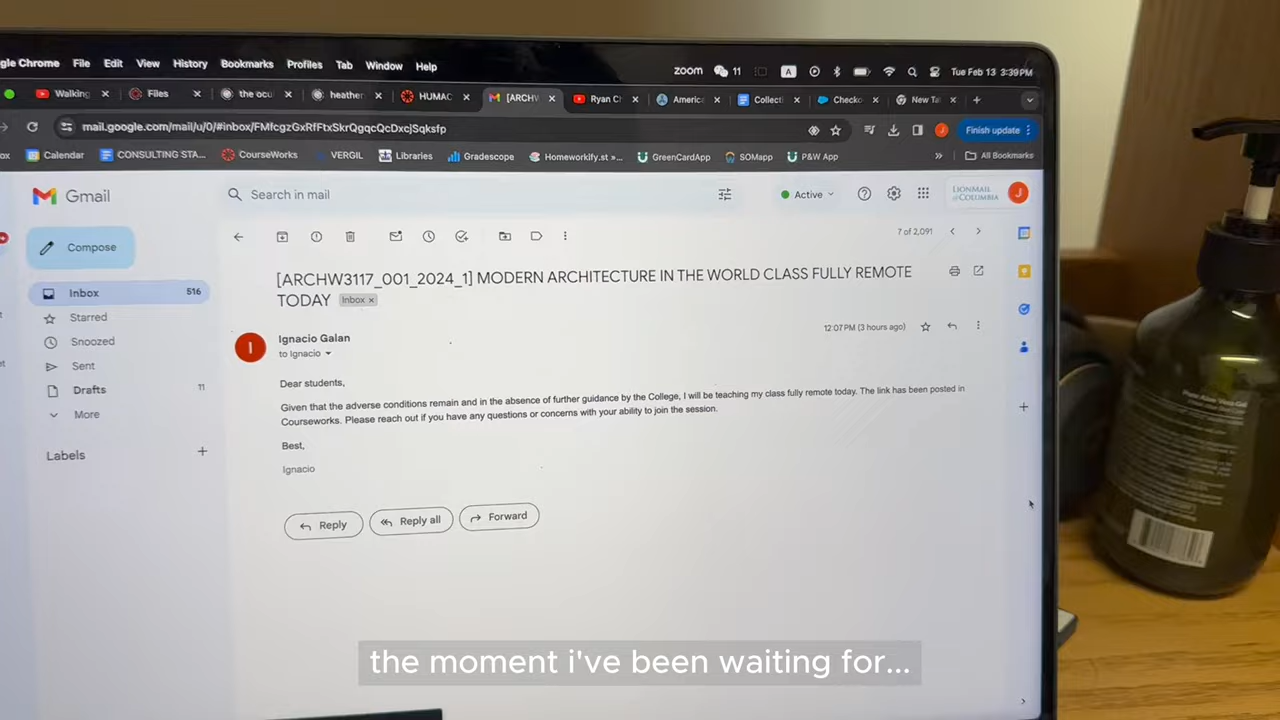 gle Chrome File Edit View History Bookmarks Profiles Tab Window Help zoom 11 A Tue Feb 13 3:39PM
Walking Files the ocu heather HUMAC [ARCHV Ryan C America Collecti Checko New Ta
mail.google.com/mail/u/0/#inbox/FMfcgzGxRfFtxSkrQgqcQcDxcjSqksfp Finish update
ox Calendar CONSULTING STA... CourseWorks VERGIL Libraries Gradescope Homeworkify.st »... GreenCardApp SOMapp P&W App » All Bookmarks
Gmail Search in mail Active LIONMAIL @COLUMBIA J
Compose
7 of 2,091
Inbox 516
Starred
Snoozed
Sent
Drafts 11
More
Labels
[ARCHW3117_001_2024_1] MODERN ARCHITECTURE IN THE WORLD CLASS FULLY REMOTE
TODAY Inbox ×
I Ignacio Galan 12:07PM (3 hours ago)
to Ignacio
Dear students,
Given that the adverse conditions remain and in the absence of further guidance by the College, I will be teaching my class fully remote today. The link has been posted in
Courseworks. Please reach out if you have any questions or concerns with your ability to join the session.
Best,
Ignacio
Reply Reply all Forward
the moment i've been waiting for...